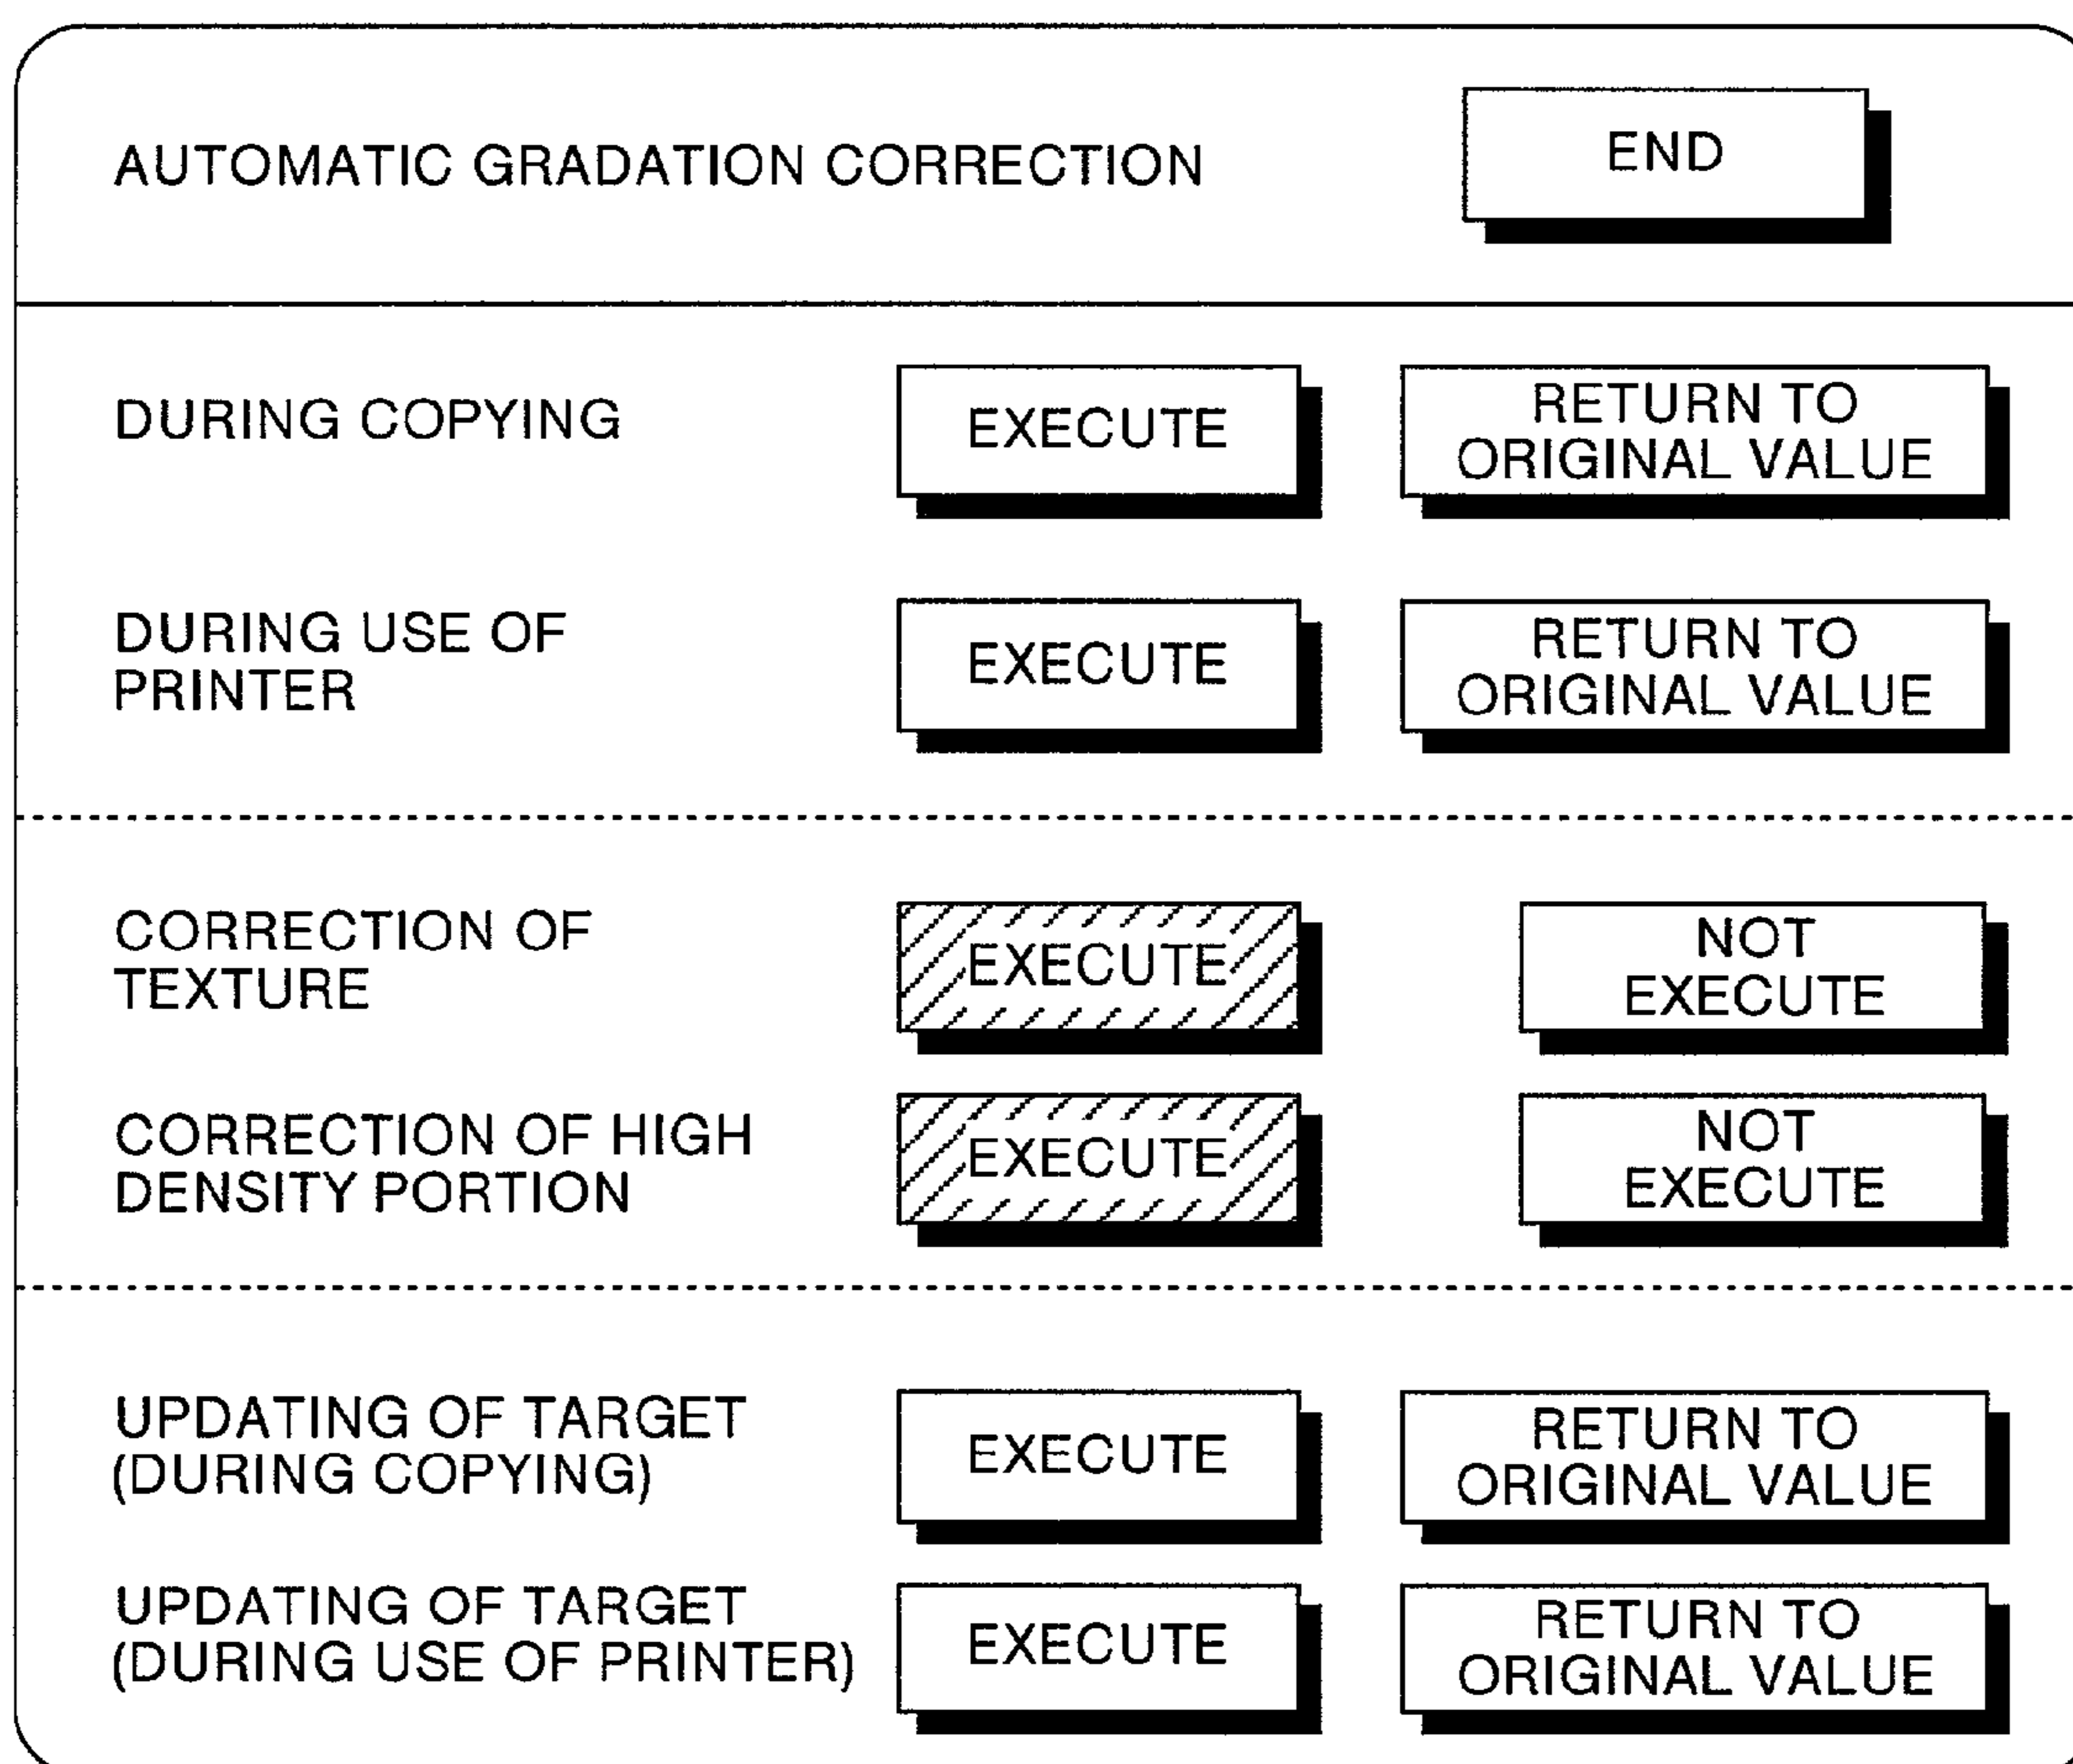 AUTOMATIC GRADATION CORRECTION
END
DURING COPYING
EXECUTE
RETURN TO
ORIGINAL VALUE
DURING USE OF
PRINTER
EXECUTE
RETURN TO
ORIGINAL VALUE
CORRECTION OF
TEXTURE
EXECUTE
NOT
EXECUTE
CORRECTION OF HIGH
DENSITY PORTION
EXECUTE
NOT
EXECUTE
UPDATING OF TARGET
(DURING COPYING)
EXECUTE
RETURN TO
ORIGINAL VALUE
UPDATING OF TARGET
(DURING USE OF PRINTER)
EXECUTE
RETURN TO
ORIGINAL VALUE